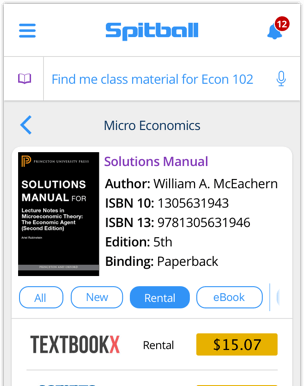 Spitball
12
Find me class material for Econ 102
Micro Economics
PRINCETON UNIVERSITY PRESS
SOLUTIONS
MANUAL FOR
Lecture Notes in
Microeconomic Theory:
The Economic Agent
(Second Edition)
Ariel Rubinstein
Solutions Manual
Author: William A. McEachern
ISBN 10: 1305631943
ISBN 13: 9781305631946
Edition: 5th
Binding: Paperback
All
New
Rental
eBook
TEXTBOOKX
Rental
$15.07